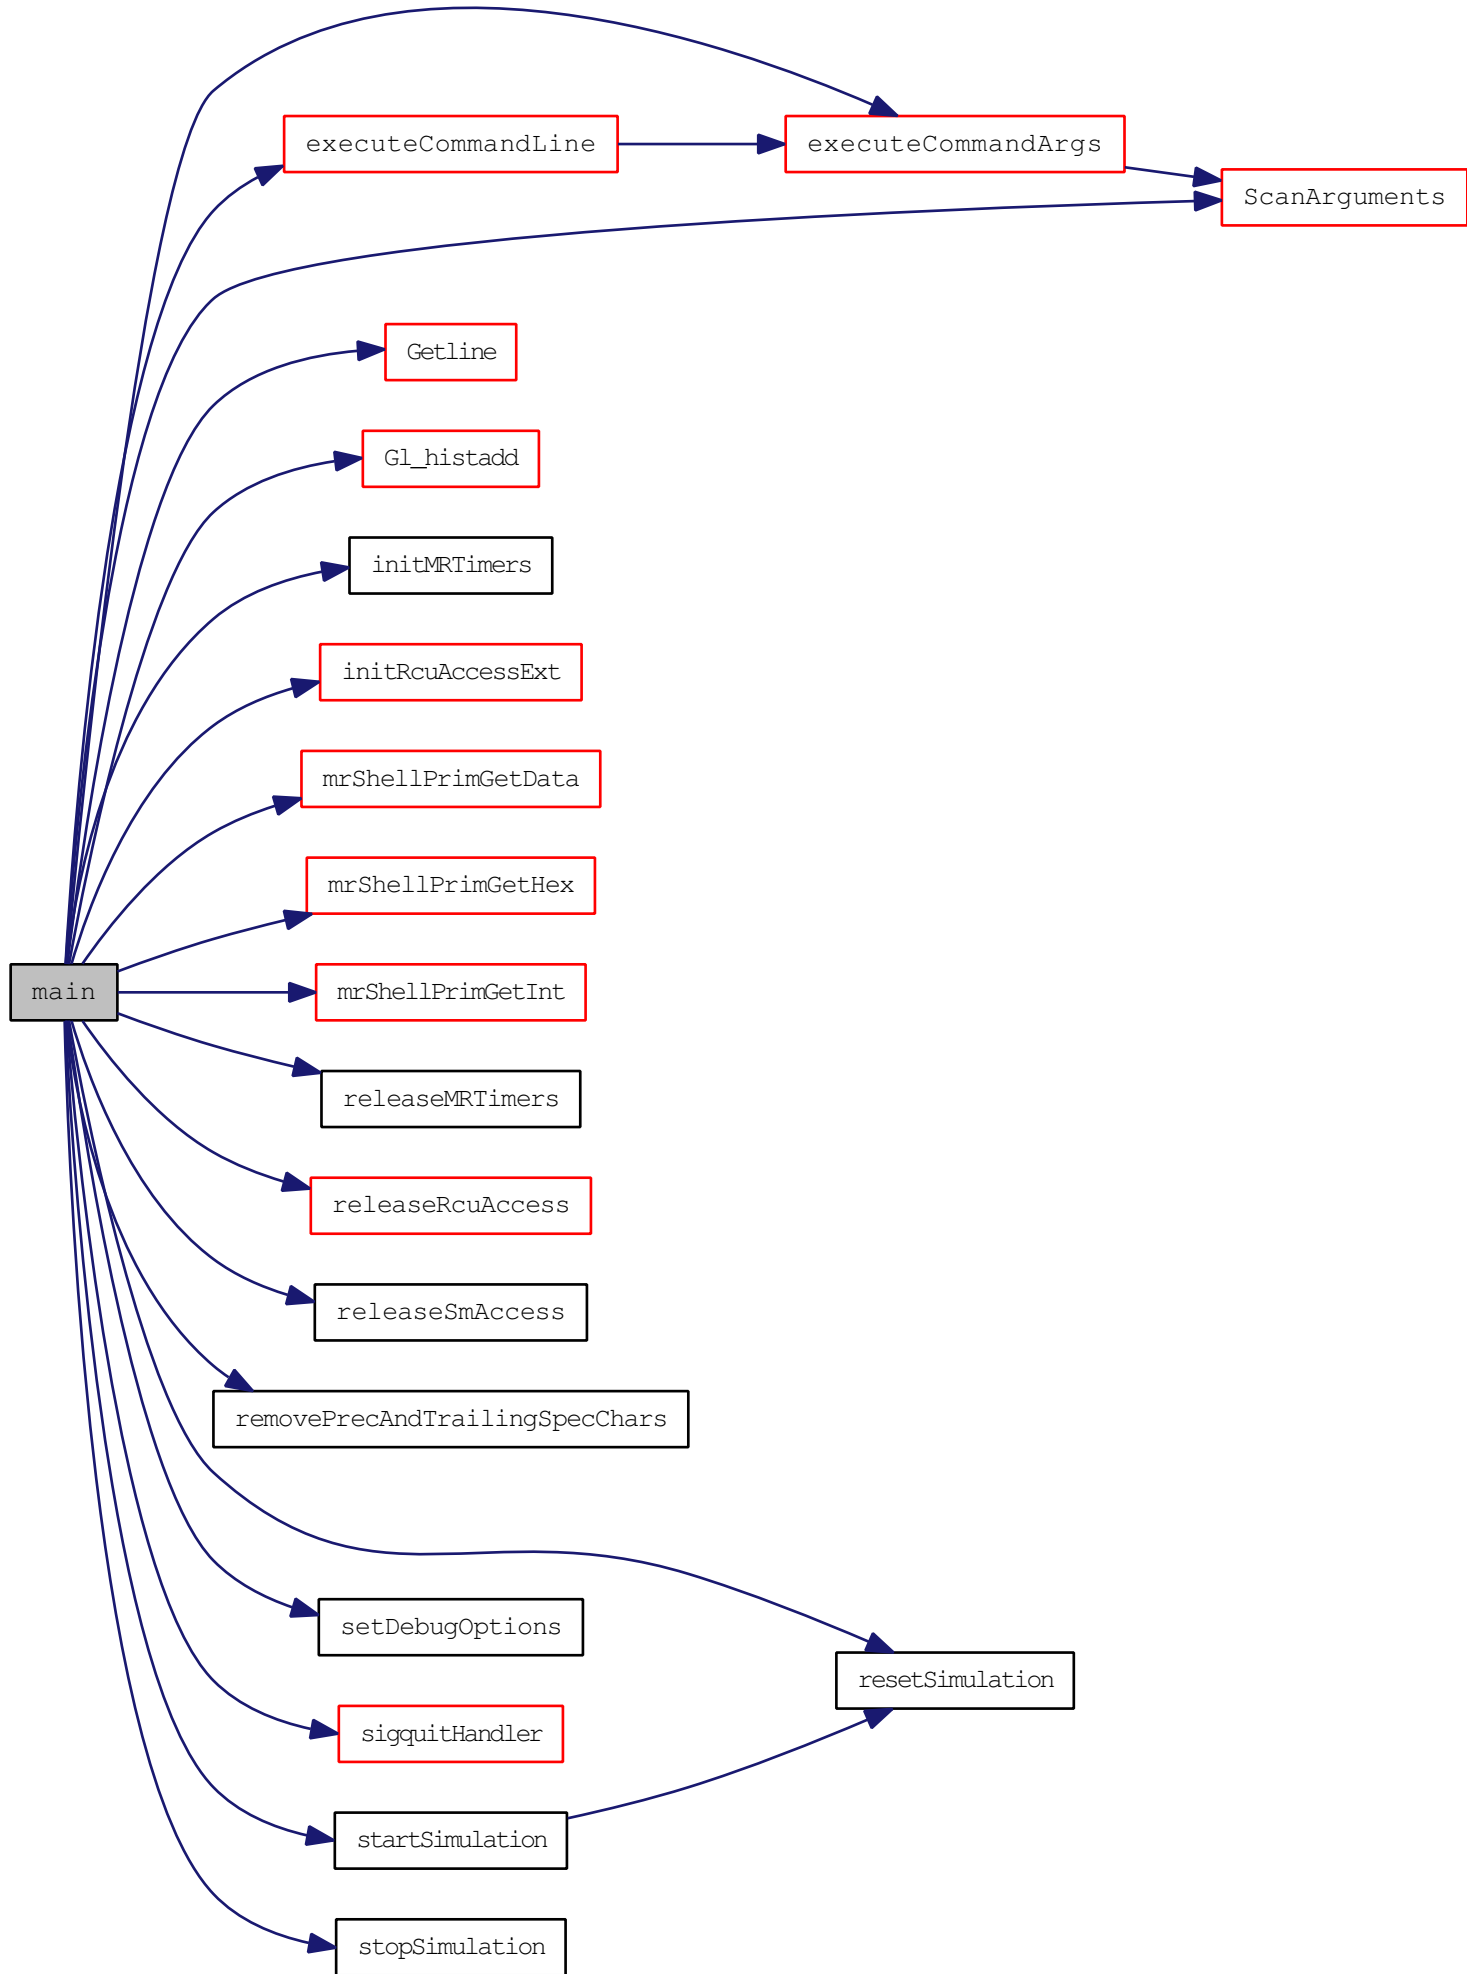 executeCommandLine
executeCommandArgs
ScanArguments
Getline
Gl_histadd
initMRTimers
initRcuAccessExt
mrShellPrimGetData
mrShellPrimGetHex
main
mrShellPrimGetInt
releaseMRTimers
releaseRcuAccess
releaseSmAccess
removePrecAndTrailingSpecChars
setDebugOptions
resetSimulation
sigquitHandler
startSimulation
stopSimulation